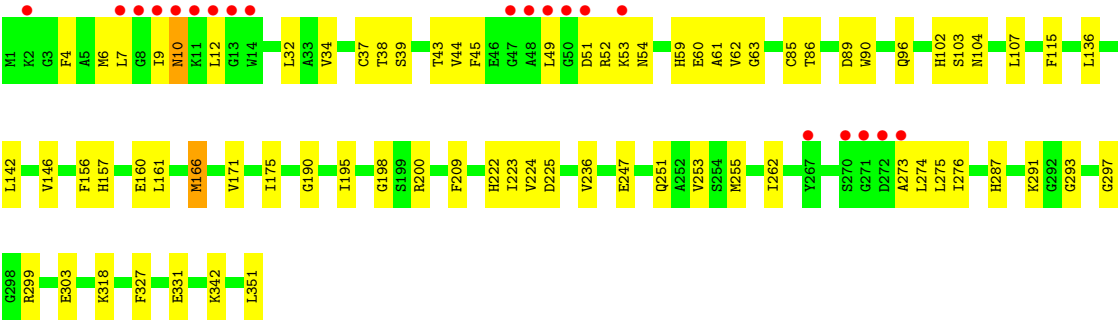 M1 K2 G3 F4 A5 M6 L7 G8 I9 N10 K11 L12 G13 W14 L32 A33 V34 C37 T38 S39 T43 V44 F45 E46 G47 A48 L49 G50 D51 R52 K53 N54 H59 E60 A61 V62 G63 C85 T86 D89 W90 Q96 H102 S103 N104 L107 F115 L136
L142 V146 F156 H157 E160 L161 M166 V171 I175 G190 I195 G198 S199 R200 F209 H222 I223 V224 D225 V236 E247 Q251 A252 V253 S254 M255 I262 Y267 S270 G271 D272 A273 L274 L275 I276 H287 K291 G292 G293 G297
G298 R299 E303 K318 F327 E331 K342 L351